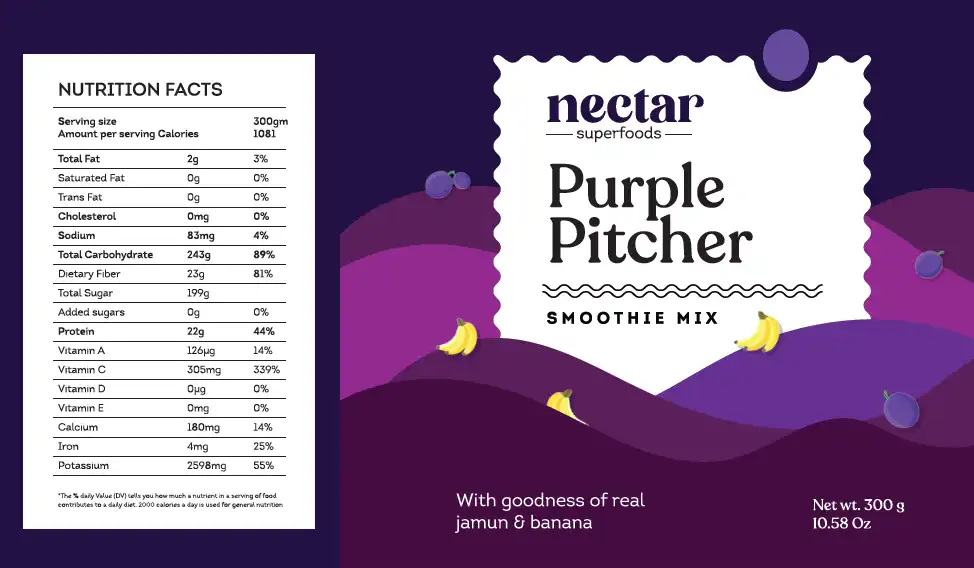 NUTRITION FACTS
Serving size 300gm
Amount per serving Calories 1081
Total Fat 2g 3%
Saturated Fat 0g 0%
Trans Fat 0g 0%
Cholesterol 0mg 0%
Sodium 83mg 4%
Total Carbohydrate 243g 89%
Dietary Fiber 23g 81%
Total Sugar 199g
Added sugars 0g 0%
Protein 22g 44%
Vitamin A 126µg 14%
Vitamin C 305mg 339%
Vitamin D 0µg 0%
Vitamin E 0mg 0%
Calcium 180mg 14%
Iron 4mg 25%
Potassium 2598mg 55%
*The % daily Value (DV) tells you how much a nutrient in a serving of food
contributes to a daily diet. 2000 calories a day is used for general nutrition
nectar
superfoods
Purple
Pitcher
SMOOTHIE MIX
With goodness of real
jamun & banana
Net wt. 300 g
10.58 Oz